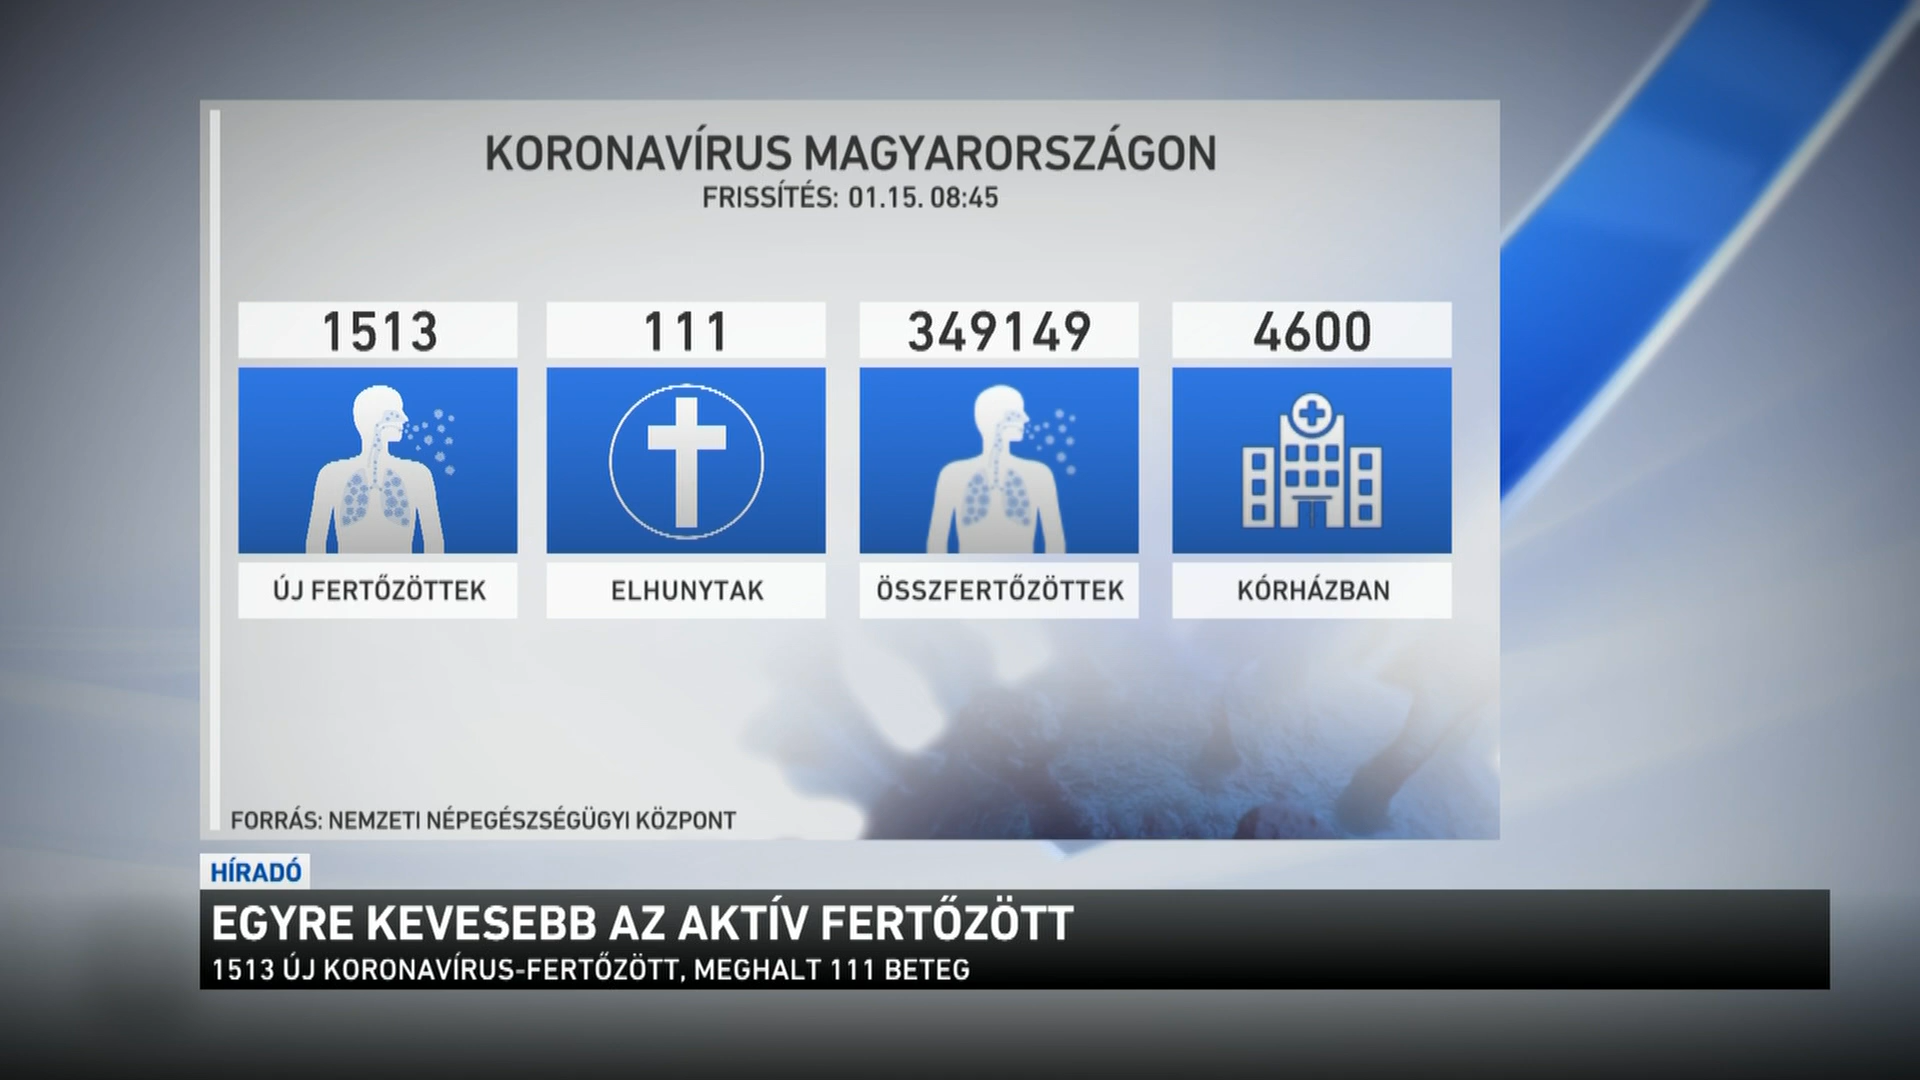 KORONAVÍRUS MAGYARORSZÁGON
FRISSÍTÉS: 01.15. 08:45
1513
111
349149
4600
ÚJ FERTŐZÖTTEK
ELHUNYTAK
ÖSSZFERTŐZÖTTEK
KÓRHÁZBAN
FORRÁS: NEMZETI NÉPEGÉSZSÉGÜGYI KÖZPONT
HÍRADÓ
EGYRE KEVESEBB AZ AKTÍV FERTŐZÖTT
1513 ÚJ KORONAVÍRUS-FERTŐZÖTT, MEGHALT 111 BETEG